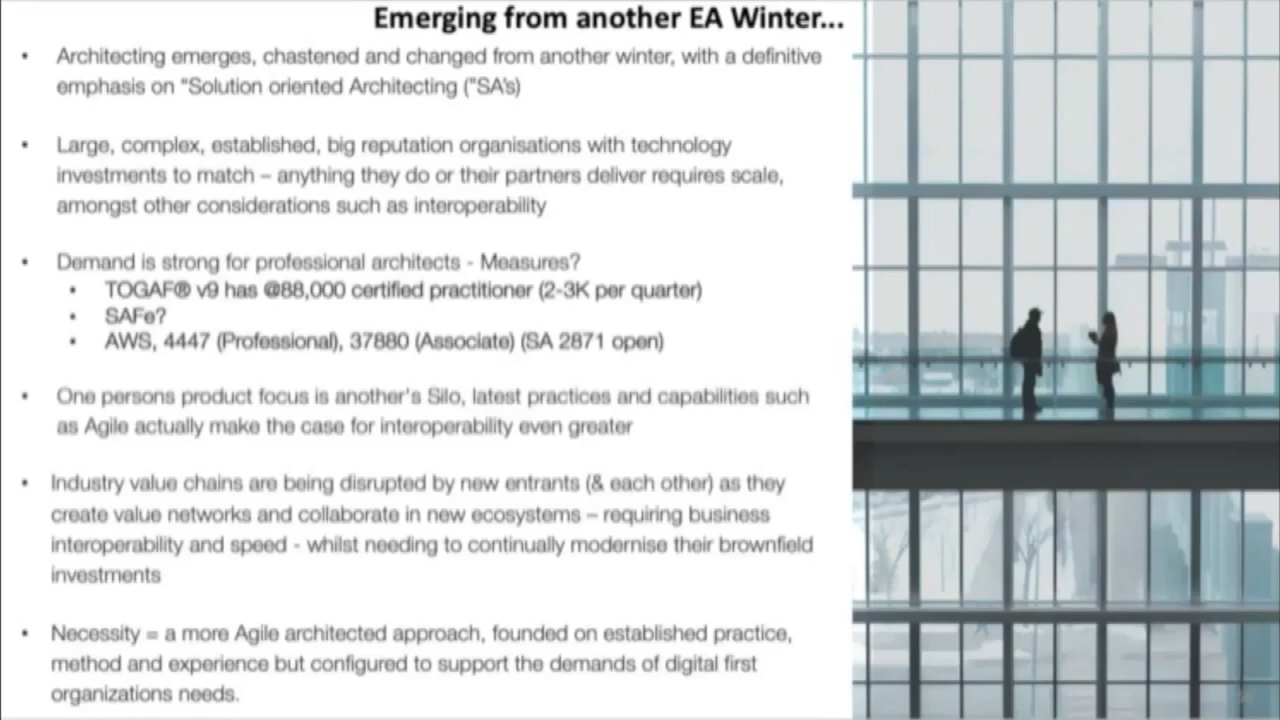 Emerging from another EA Winter...
• Architecting emerges, chastened and changed from another winter, with a definitive
emphasis on "Solution oriented Architecting ("SA's)
• Large, complex, established, big reputation organisations with technology
investments to match – anything they do or their partners deliver requires scale,
amongst other considerations such as interoperability
• Demand is strong for professional architects - Measures?
• TOGAF® v9 has @88,000 certified practitioner (2-3K per quarter)
• SAFe?
• AWS, 4447 (Professional), 37880 (Associate) (SA 2871 open)
• One persons product focus is another's Silo, latest practices and capabilities such
as Agile actually make the case for interoperability even greater
• Industry value chains are being disrupted by new entrants (& each other) as they
create value networks and collaborate in new ecosystems – requiring business
interoperability and speed - whilst needing to continually modernise their brownfield
investments
• Necessity = a more Agile architected approach, founded on established practice,
method and experience but configured to support the demands of digital first
organizations needs.